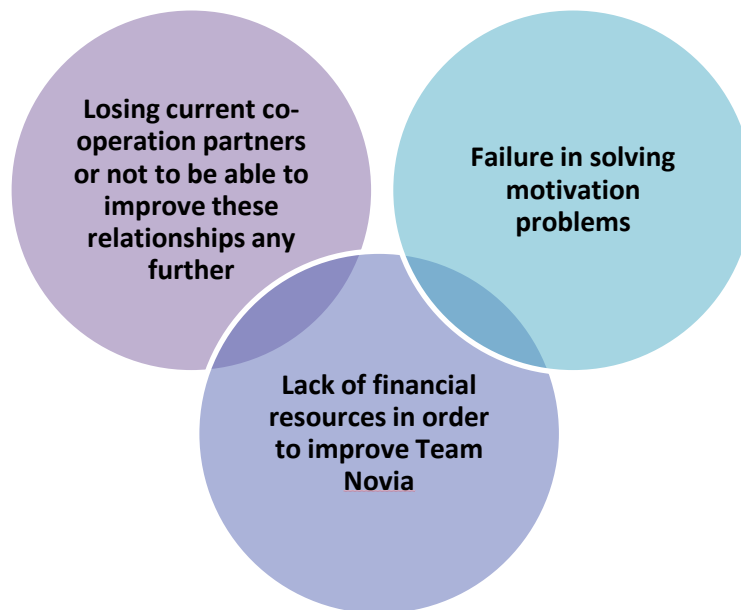 Losing current co-
operation partners
or not to be able to
improve these
relationships any
further
Failure in solving
motivation
problems
Lack of financial
resources in order
to improve Team
Novia